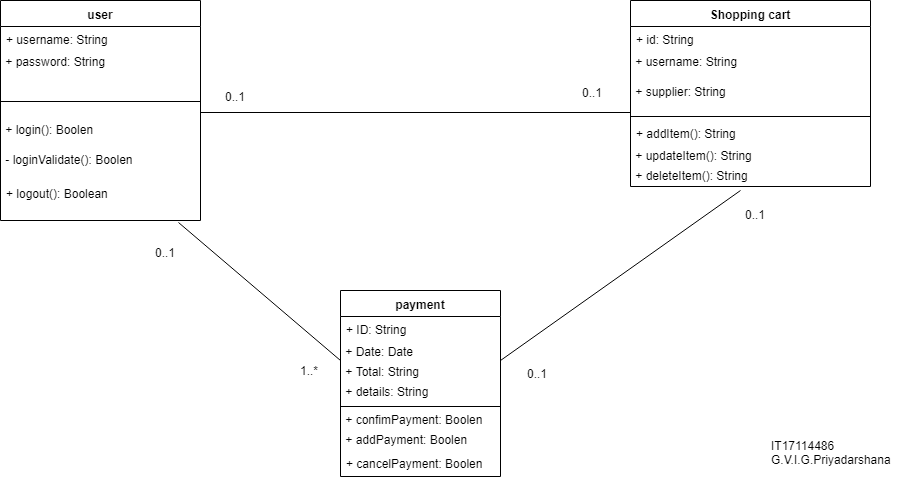 user
+ username: String
+ password: String
+ login(): Boolen
- loginValidate(): Boolen
+ logout(): Boolean
Shopping cart
+ id: String
+ username: String
+ supplier: String
+ addItem(): String
+ updateItem(): String
+ deleteItem(): String
0..1
0..1
0..1
0..1
payment
+ ID: String
+ Date: Date
+ Total: String
+ details: String
+ confimPayment: Boolen
+ addPayment: Boolen
+ cancelPayment: Boolen
1..*
0..1
IT17114486
G.V.I.G.Priyadarshana